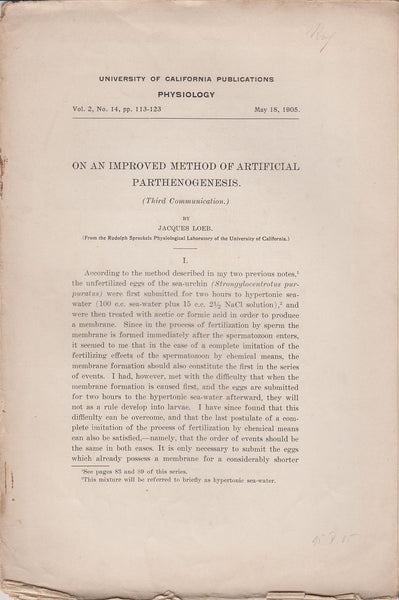 UNIVERSITY OF CALIFORNIA PUBLICATIONS
PHYSIOLOGY
Vol. 2, No. 14, pp. 113-123 May 18, 1905.
ON AN IMPROVED METHOD OF ARTIFICIAL
PARTHENOGENESIS.
(Third Communication.)
BY
JACQUES LOEB.
(From the Rudolph Spreckels Physiological Laboratory of the University of California.)
I.
According to the method described in my two previous notes,¹
the unfertilized eggs of the sea-urchin (Strongylocentrotus pur-
puratus) were first submitted for two hours to hypertonic sea-
water (100 c.c. sea-water plus 15 c.c. 2½ NaCl solution),² and
were then treated with acetic or formic acid in order to produce
a membrane. Since in the process of fertilization by sperm the
membrane is formed immediately after the spermatozoon enters,
it seemed to me that in the case of a complete imitation of the
fertilizing effects of the spermatozoon by chemical means, the
membrane formation should also constitute the first in the series
of events. I had, however, met with the difficulty that when the
membrane formation is caused first, and the eggs are submitted
for two hours to the hypertonic sea-water afterward, they will
not as a rule develop into larvae. I have since found that this
difficulty can be overcome, and that the last postulate of a com-
plete imitation of the process of fertilization by chemical means
can also be satisfied,—namely, that the order of events should be
the same in both cases. It is only necessary to submit the eggs
which already possess a membrane for a considerably shorter
¹See pages 83 and 89 of this series.
²This mixture will be referred to briefly as hypertonic sea-water.